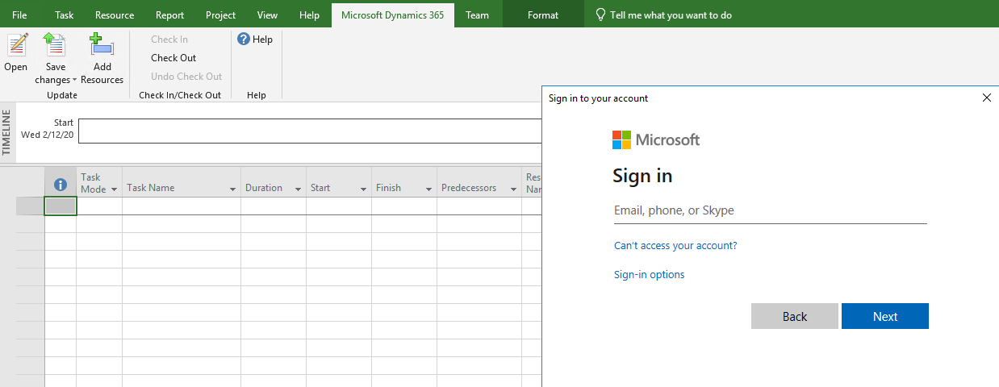 File Task Resource Report Project View Help Microsoft Dynamics 365 Team Format Tell me what you want to do
Open
Save
changes
Add
Resources
Update
Check In
Check Out
Undo Check Out
Check In/Check Out
Help
Help
TIMELINE
Start
Wed 2/12/20
Task
Mode
Task Name
Duration
Start
Finish
Predecessors
Sign in to your account
Microsoft
Sign in
Email, phone, or Skype
Can't access your account?
Sign-in options
Back
Next